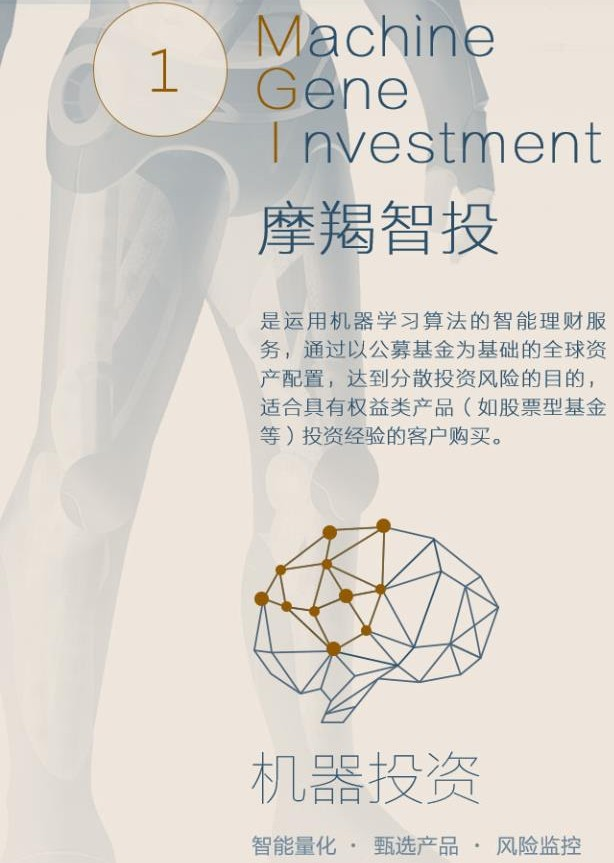 1
Machine
Gene
Investment
摩羯智投
是运用机器学习算法的智能理财服
务，通过以公募基金为基础的全球资
产配置，达到分散投资风险的目的，
适合具有权益类产品（如股票型基金
等）投资经验的客户购买。
机器投资
智能量化 · 甄选产品 · 风险监控